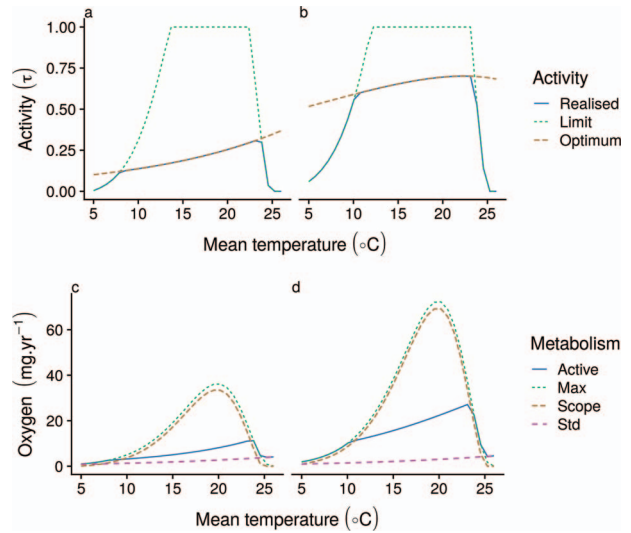 a
b
1.00
0.75
0.50
0.25
0.00
Activity (τ)
5 10 15 20 25
5 10 15 20 25
Mean temperature (∘C)
Activity
Realised
Limit
Optimum
c
d
60
40
20
0
Oxygen (mg.yr⁻¹)
5 10 15 20 25
5 10 15 20 25
Mean temperature (∘C)
Metabolism
Active
Max
Scope
Std